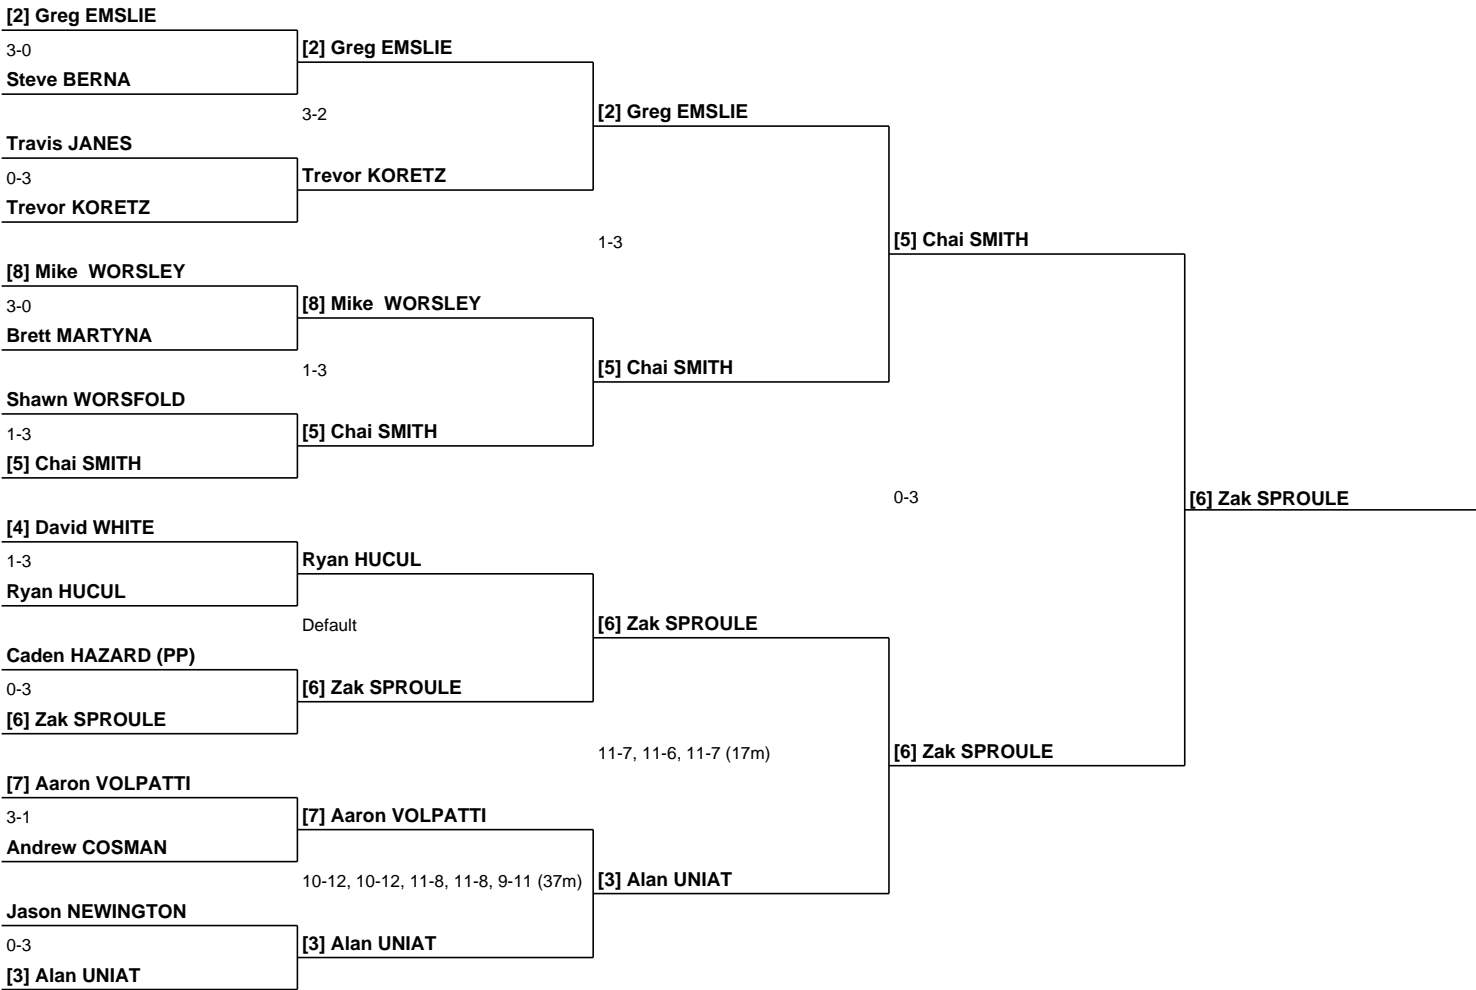 [2] Greg EMSLIE
3-0
Steve BERNA
Travis JANES
0-3
Trevor KORETZ
[8] Mike  WORSLEY
3-0
Brett MARTYNA
Shawn WORSFOLD
1-3
[5] Chai SMITH
[4] David WHITE
1-3
Ryan HUCUL
Caden HAZARD (PP)
0-3
[6] Zak SPROULE
[7] Aaron VOLPATTI
3-1
Andrew COSMAN
Jason NEWINGTON
0-3
[3] Alan UNIAT
[2] Greg EMSLIE
3-2
Trevor KORETZ
[8] Mike  WORSLEY
1-3
[5] Chai SMITH
Ryan HUCUL
Default
[6] Zak SPROULE
[7] Aaron VOLPATTI
10-12, 10-12, 11-8, 11-8, 9-11 (37m)
[3] Alan UNIAT
[2] Greg EMSLIE
1-3
[5] Chai SMITH
[6] Zak SPROULE
11-7, 11-6, 11-7 (17m)
[3] Alan UNIAT
[5] Chai SMITH
0-3
[6] Zak SPROULE
[6] Zak SPROULE